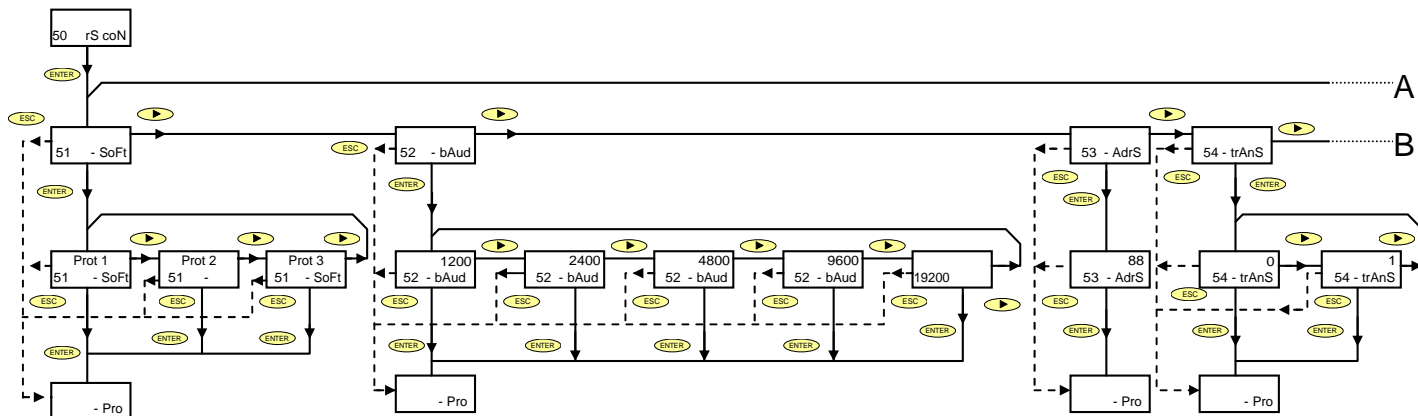 50 rS coN
ENTER
A
ESC
51 - SoFt
ESC
52 - bAud
53 - AdrS
54 - trAnS
B
ENTER
ENTER
ESC
ENTER
ESC
ENTER
Prot 1
51 - SoFt
Prot 2
51 -
Prot 3
51 - SoFt
1200
52 - bAud
2400
52 - bAud
4800
52 - bAud
9600
52 - bAud
19200
88
53 - AdrS
0
54 - trAnS
1
54 - trAnS
ESC
ESC
ESC
ESC
ESC
ESC
ESC
ESC
ESC
ESC
ESC
ENTER
ENTER
ENTER
ENTER
ENTER
ENTER
ENTER
ENTER
ENTER
ENTER
ENTER
- Pro
- Pro
- Pro
- Pro